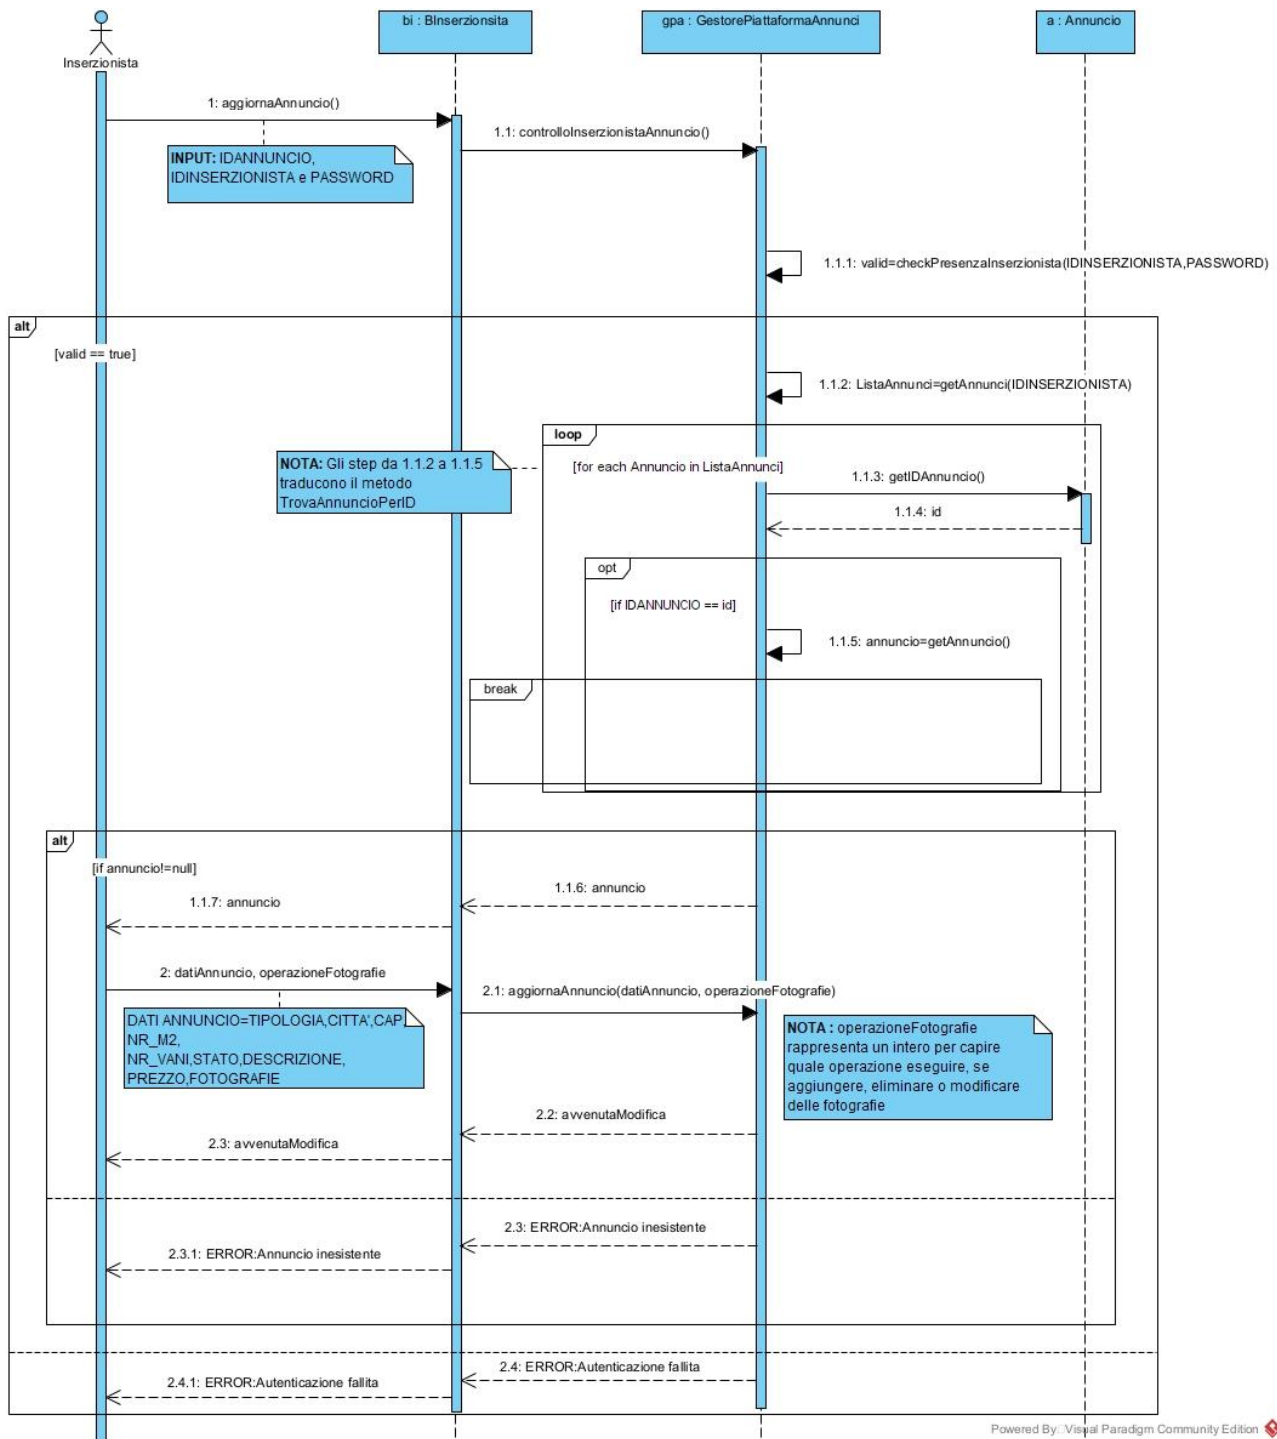 bi : BInserzionsita
gpa : GestorePiattaformaAnnunci
a : Annuncio
Inserzionista
1: aggiornaAnnuncio()
1.1: controlloInserzionistaAnnuncio()
INPUT: IDANNUNCIO,
IDINSERZIONISTA e PASSWORD
1.1.1: valid=checkPresenzaInserzionista(IDINSERZIONISTA,PASSWORD)
alt
[valid == true]
1.1.2: ListaAnnunci=getAnnunci(IDINSERZIONISTA)
loop
NOTA: Gli step da 1.1.2 a 1.1.5
traducono il metodo
TrovaAnnuncioPerID
[for each Annuncio in ListaAnnunci]
1.1.3: getIDAnnuncio()
1.1.4: id
opt
[if IDANNUNCIO == id]
1.1.5: annuncio=getAnnuncio()
break
alt
[if annuncio!=null]
1.1.6: annuncio
1.1.7: annuncio
2: datiAnnuncio, operazioneFotografie
2.1: aggiornaAnnuncio(datiAnnuncio, operazioneFotografie)
DATI ANNUNCIO=TIPOLOGIA,CITTA',CAP,
NR_M2,
NR_VANI,STATO,DESCRIZIONE,
PREZZO,FOTOGRAFIE
NOTA : operazioneFotografie
rappresenta un intero per capire
quale operazione eseguire, se
aggiungere, eliminare o modificare
delle fotografie
2.2: avvenutaModifica
2.3: avvenutaModifica
2.3: ERROR:Annuncio inesistente
2.3.1: ERROR:Annuncio inesistente
2.4: ERROR:Autenticazione fallita
2.4.1: ERROR:Autenticazione fallita
Powered By Visual Paradigm Community Edition